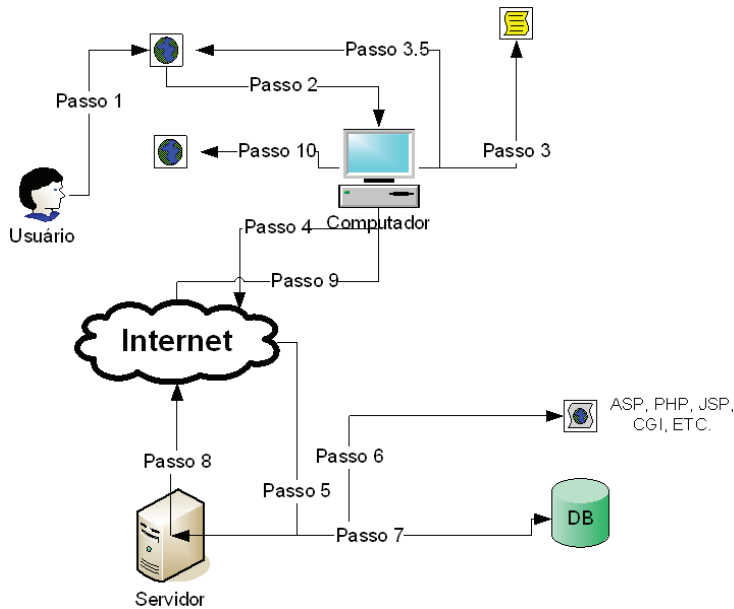 Passo 3.5
Passo 2
Passo 1
Passo 10
Passo 3
Usuário
Passo 4
Computador
Passo 9
Internet
ASP, PHP, JSP,
CGI, ETC.
Passo 6
Passo 8
Passo 5
DB
Passo 7
Servidor